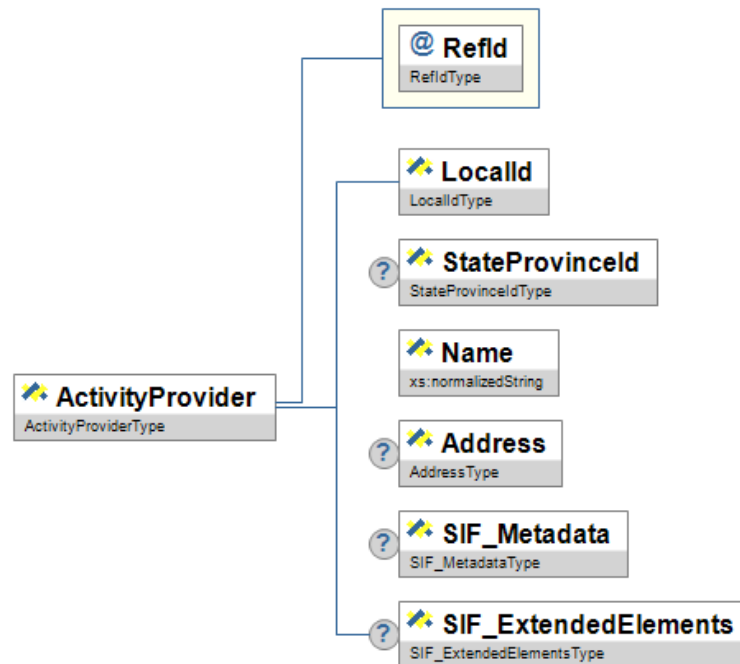 @ RefId
RefIdType
LocalId
LocalIdType
? StateProvinceId
StateProvinceIdType
Name
xs:normalizedString
ActivityProvider
ActivityProviderType
? Address
AddressType
? SIF_Metadata
SIF_MetadataType
? SIF_ExtendedElements
SIF_ExtendedElementsType